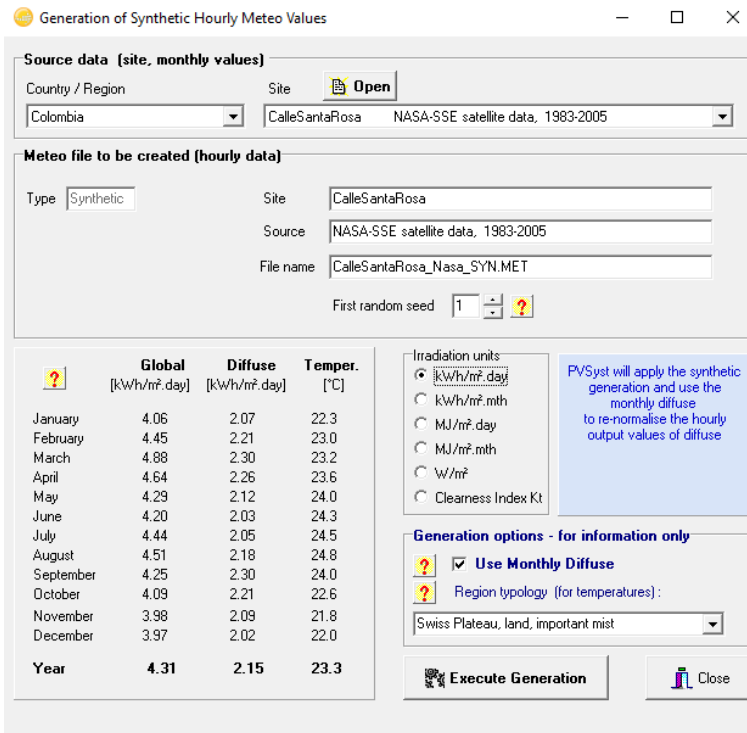 Generation of Synthetic Hourly Meteo Values
Source data (site, monthly values)
Country / Region Site Open
Colombia CalleSantaRosa NASA-SSE satellite data, 1983-2005
Meteo file to be created (hourly data)
Type Synthetic Site CalleSantaRosa
Source NASA-SSE satellite data, 1983-2005
File name CalleSantaRosa_Nasa_SYN.MET
First random seed 1 ?
? Global Diffuse Temper.
[kWh/m².day] [kWh/m².day] [°C]
January 4.06 2.07 22.3
February 4.45 2.21 23.0
March 4.88 2.30 23.2
April 4.64 2.26 23.6
May 4.29 2.12 24.0
June 4.20 2.03 24.3
July 4.44 2.05 24.5
August 4.51 2.18 24.8
September 4.25 2.30 24.0
October 4.09 2.21 22.6
November 3.98 2.09 21.8
December 3.97 2.02 22.0
Year 4.31 2.15 23.3
Irradiation units
kWh/m².day
kWh/m².mth
MJ/m².day
MJ/m².mth
W/m²
Clearness Index Kt
PVSyst will apply the synthetic
generation and use the
monthly diffuse
to re-normalise the hourly
output values of diffuse
Generation options - for information only
? Use Monthly Diffuse
? Region typology (for temperatures) :
Swiss Plateau, land, important mist
Execute Generation Close